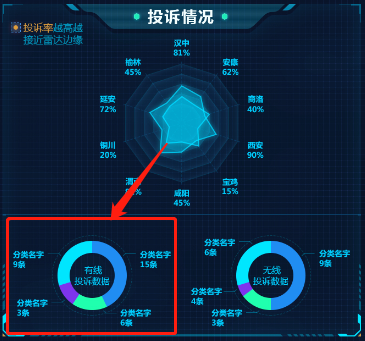 投诉情况
投诉率越高越
接近雷达边缘
汉中
81%
榆林
45%
安康
62%
延安
72%
商洛
40%
铜川
20%
西安
90%
渭
宝鸡
15%
咸阳
45%
分类名字
9条
分类名字
15条
有线
投诉数据
分类名字
3条
分类名字
6条
分类名字
6条
分类名字
9条
无线
投诉数据
分类名字
4条
分类名字
3条